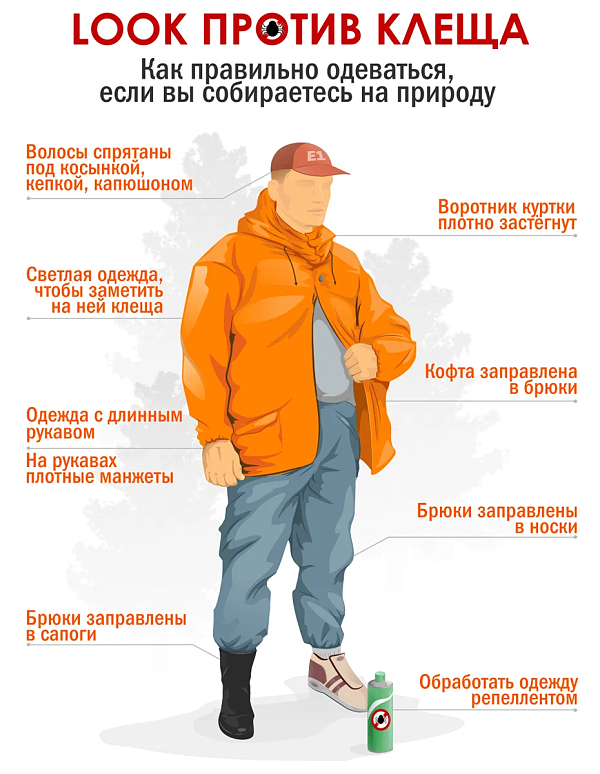 LOOK ПРОТИВ КЛЕЩА
Как правильно одеваться,
если вы собираетесь на природу
Волосы спрятаны
под косынкой,
кепкой, капюшоном
E1
Воротник куртки
плотно застёгнут
Светлая одежда,
чтобы заметить
на ней клеща
Кофта заправлена
в брюки
Одежда с длинным
рукавом
На рукавах
плотные манжеты
Брюки заправлены
в носки
Брюки заправлены
в сапоги
Обработать одежду
репеллентом